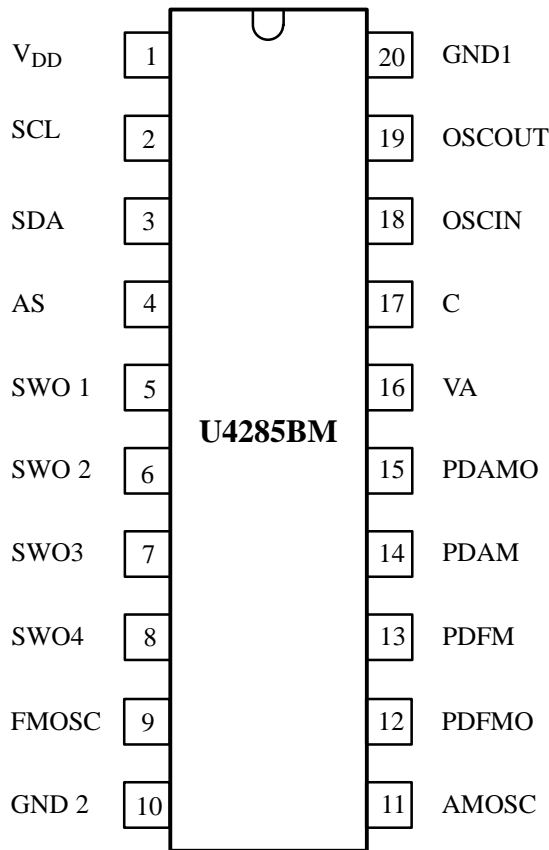 V_DD 1 20 GND1
SCL 2 19 OSCOUT
SDA 3 18 OSCIN
AS 4 17 C
SWO 1 5 16 VA
U4285BM
SWO 2 6 15 PDAMO
SWO3 7 14 PDAM
SWO4 8 13 PDFM
FMOSC 9 12 PDFMO
GND 2 10 11 AMOSC